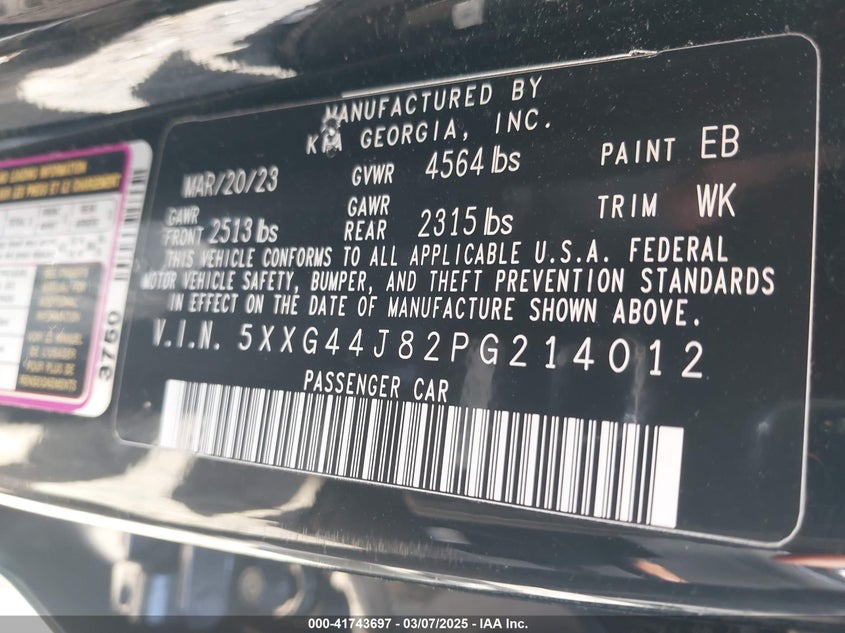 MANUFACTURED BY
KIA GEORGIA, INC.
MAR/20/23 GVWR 4564 lbs PAINT EB
GAWR FRONT 2513 lbs GAWR REAR 2315 lbs TRIM WK
THIS VEHICLE CONFORMS TO ALL APPLICABLE U.S.A. FEDERAL
MOTOR VEHICLE SAFETY, BUMPER, AND THEFT PREVENTION STANDARDS
IN EFFECT ON THE DATE OF MANUFACTURE SHOWN ABOVE.
V.I.N. 5XXG44J82PG214012
PASSENGER CAR
3750
000-41743697 - 03/07/2025 - IAA Inc.